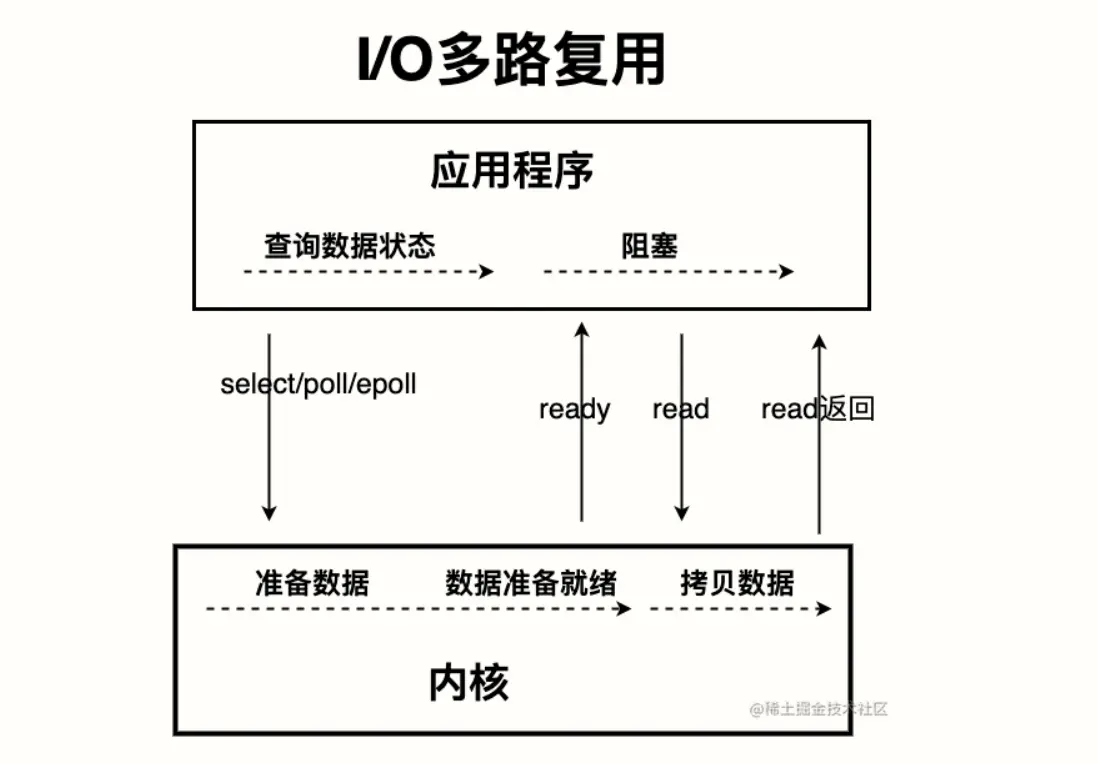 I/O多路复用
应用程序
查询数据状态
阻塞
select/poll/epoll
ready
read
read返回
准备数据
数据准备就绪
拷贝数据
内核
@稀土掘金技术社区